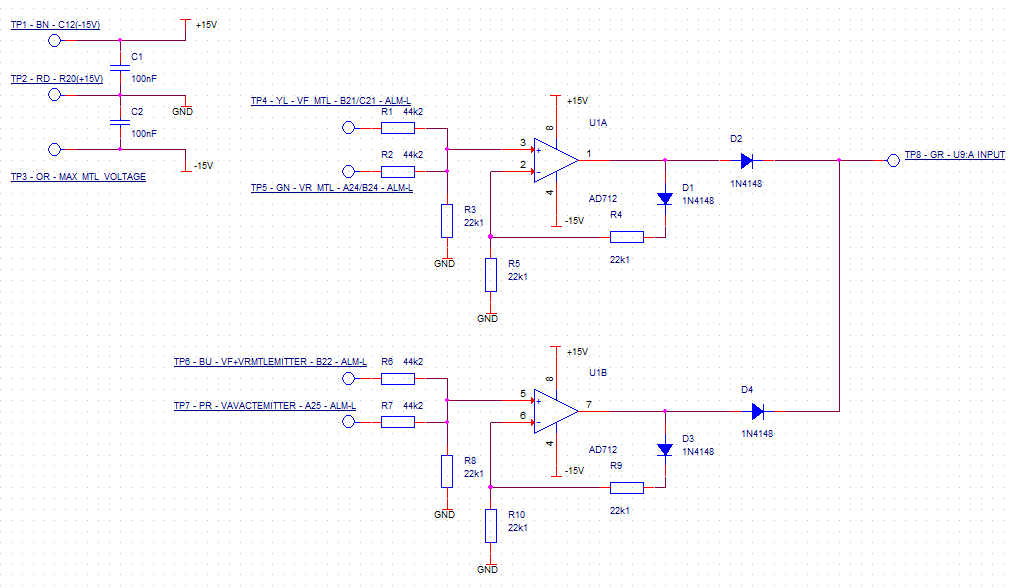 TP1 - BN - C12(-15V)
+15V
C1
100nF
TP2 - RD - R20(+15V)
GND
C2
100nF
-15V
TP3 - OR - MAX_MTL_VOLTAGE
TP4 - YL - VF_MTL - B21/C21 - ALM-L
R1 44k2
R2 44k2
TP5 - GN - VR_MTL - A24/B24 - ALM-L
R3
22k1
GND
+15V
8
U1A
3
+
1
2
-
4
AD712
-15V
D2
1N4148
TP8 - GR - U9:A INPUT
D1
1N4148
R4
22k1
R5
22k1
GND
TP6 - BU - VF+VRMTLEMITTER - B22 - ALM-L
R6 44k2
TP7 - PR - VAVACTEMITTER - A25 - ALM-L
R7 44k2
R8
22k1
GND
+15V
8
U1B
5
+
7
6
-
4
AD712
-15V
D4
1N4148
D3
1N4148
R9
22k1
R10
22k1
GND